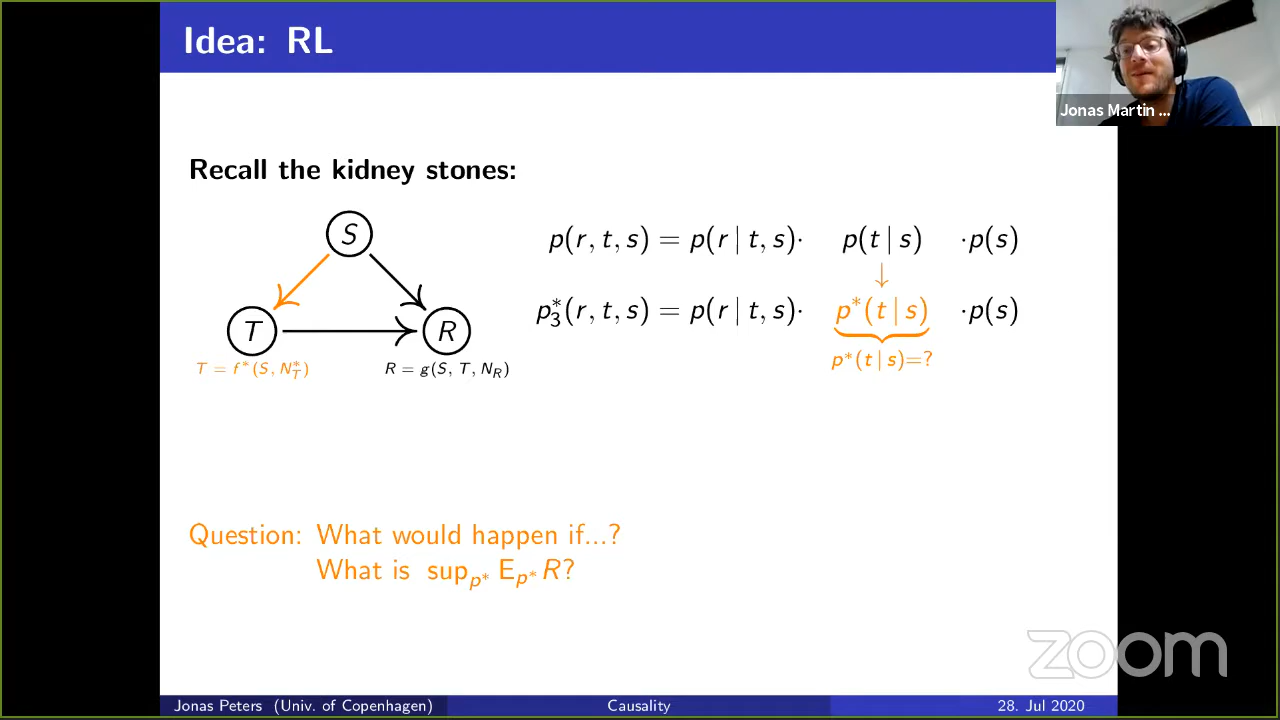 Idea: RL
Jonas Martin ...
Recall the kidney stones:
S
T
R
T = f*(S, N*_T)
R = g(S, T, N_R)
p(r, t, s) = p(r | t, s)· p(t | s) ·p(s)
↓
p*_3(r, t, s) = p(r | t, s)· p*(t | s) ·p(s)
p*(t | s)=?
Question: What would happen if...?
What is sup_{p*} E_{p*} R?
zoom
Jonas Peters (Univ. of Copenhagen) Causality 28. Jul 2020